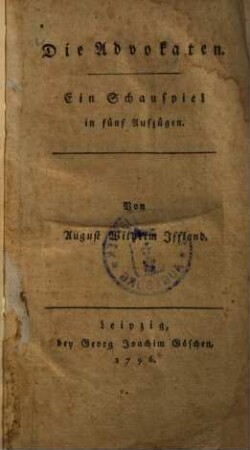 Die Advokaten.
Ein Schauspiel
in fünf Aufzügen.
Von
August Wilhelm Iffland.
Leipzig,
bey Georg Joachim Göschen,
1796.